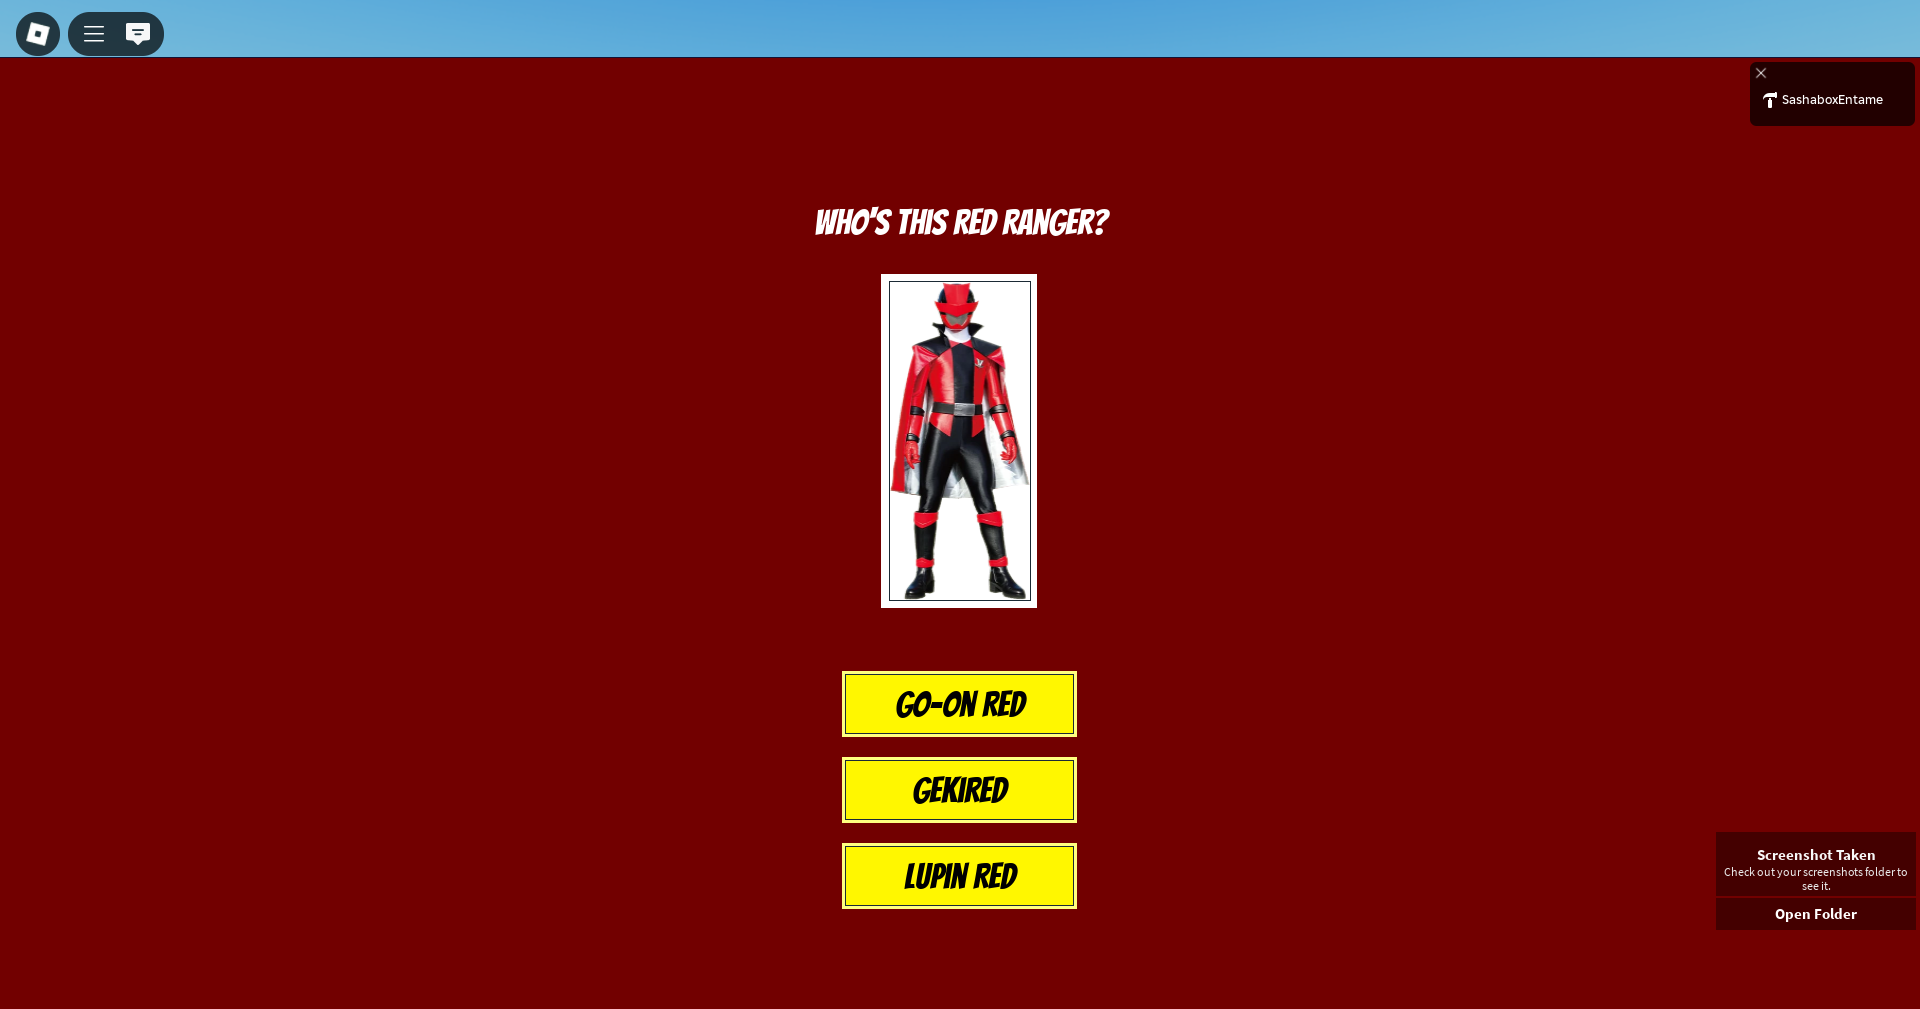 SashaboxEntame
WHO'S THIS RED RANGER?
GO-ON RED
GEKIRED
LUPIN RED
Screenshot Taken
Check out your screenshots folder to
see it.
Open Folder